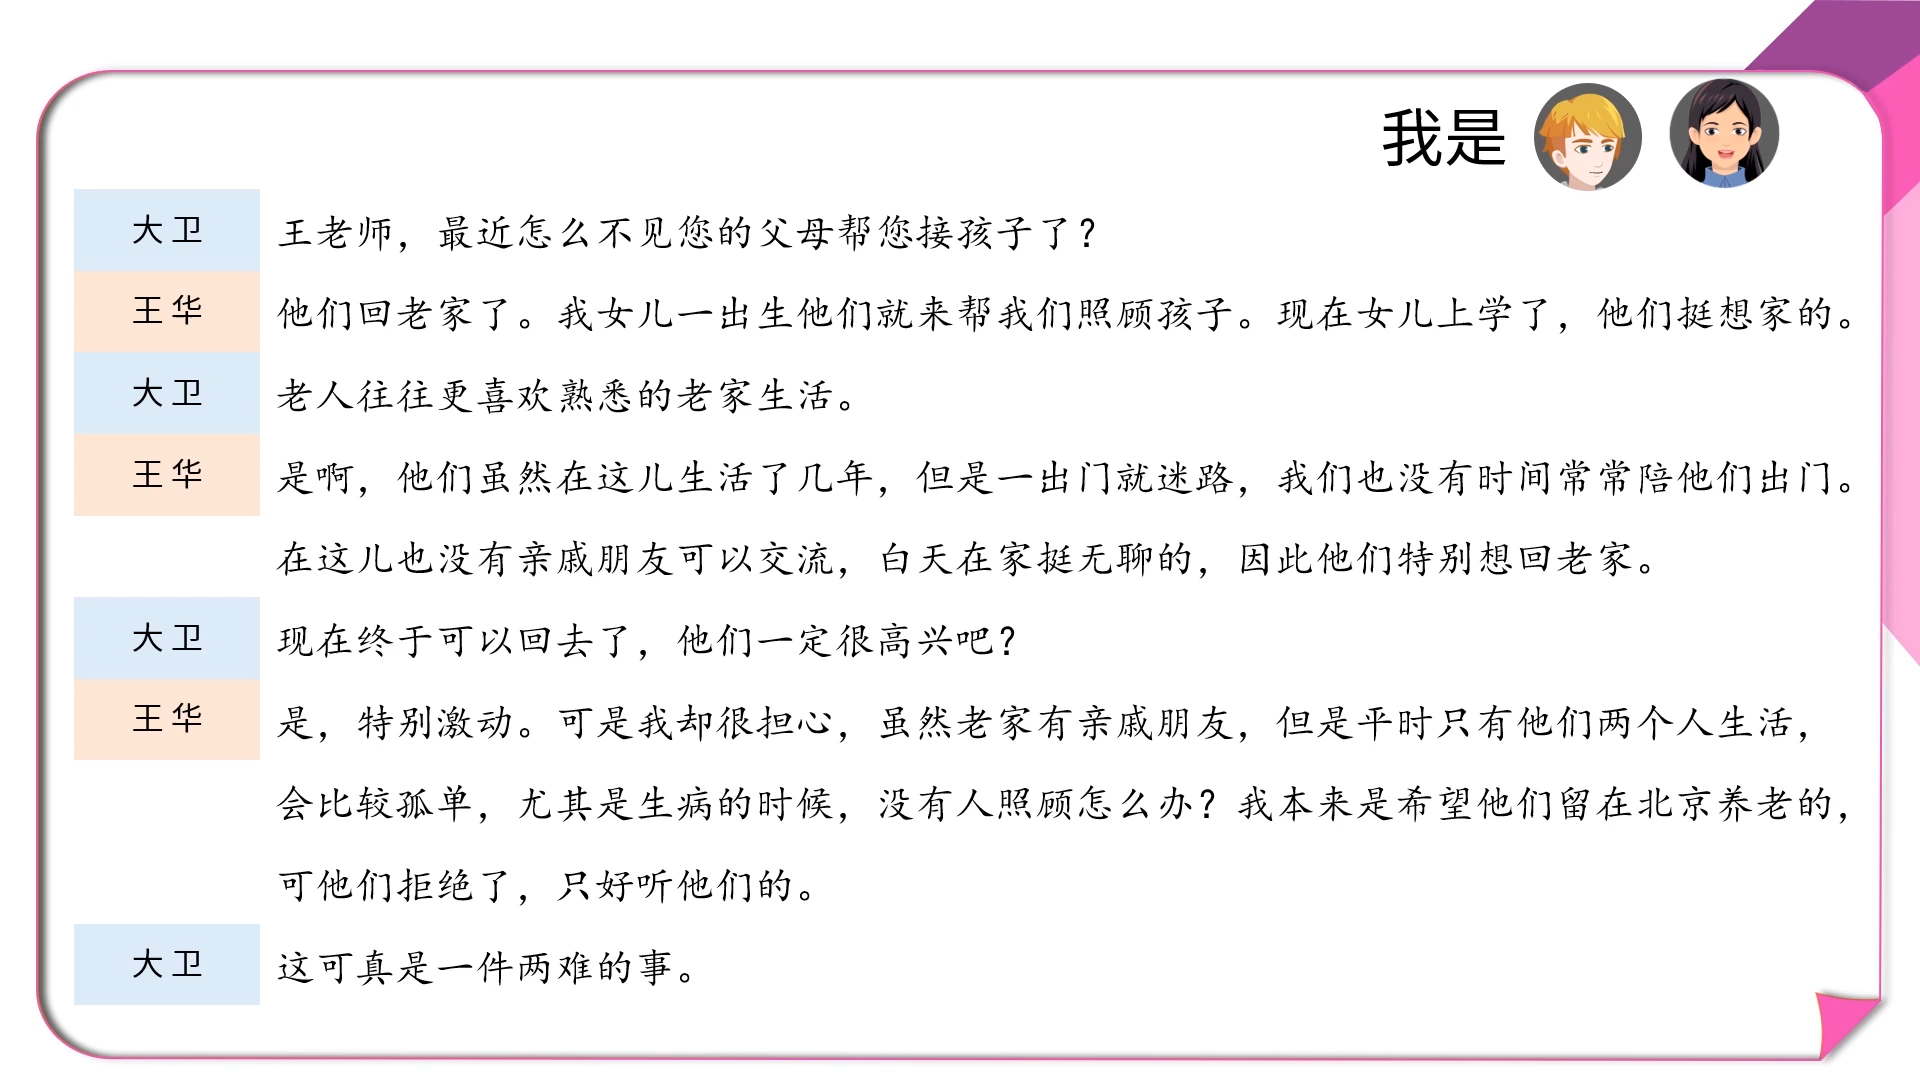 我是
大卫 王老师，最近怎么不见您的父母帮您接孩子了？
王华 他们回老家了。我女儿一出生他们就来帮我们照顾孩子。现在女儿上学了，他们挺想家的。
大卫 老人往往更喜欢熟悉的老家生活。
王华 是啊，他们虽然在这儿生活了几年，但是一出门就迷路，我们也没有时间常常陪他们出门。
在这儿也没有亲戚朋友可以交流，白天在家挺无聊的，因此他们特别想回老家。
大卫 现在终于可以回去了，他们一定很高兴吧？
王华 是，特别激动。可是我却很担心，虽然老家有亲戚朋友，但是平时只有他们两个人生活，
会比较孤单，尤其是生病的时候，没有人照顾怎么办？我本来是希望他们留在北京养老的，
可他们拒绝了，只好听他们的。
大卫 这可真是一件两难的事。